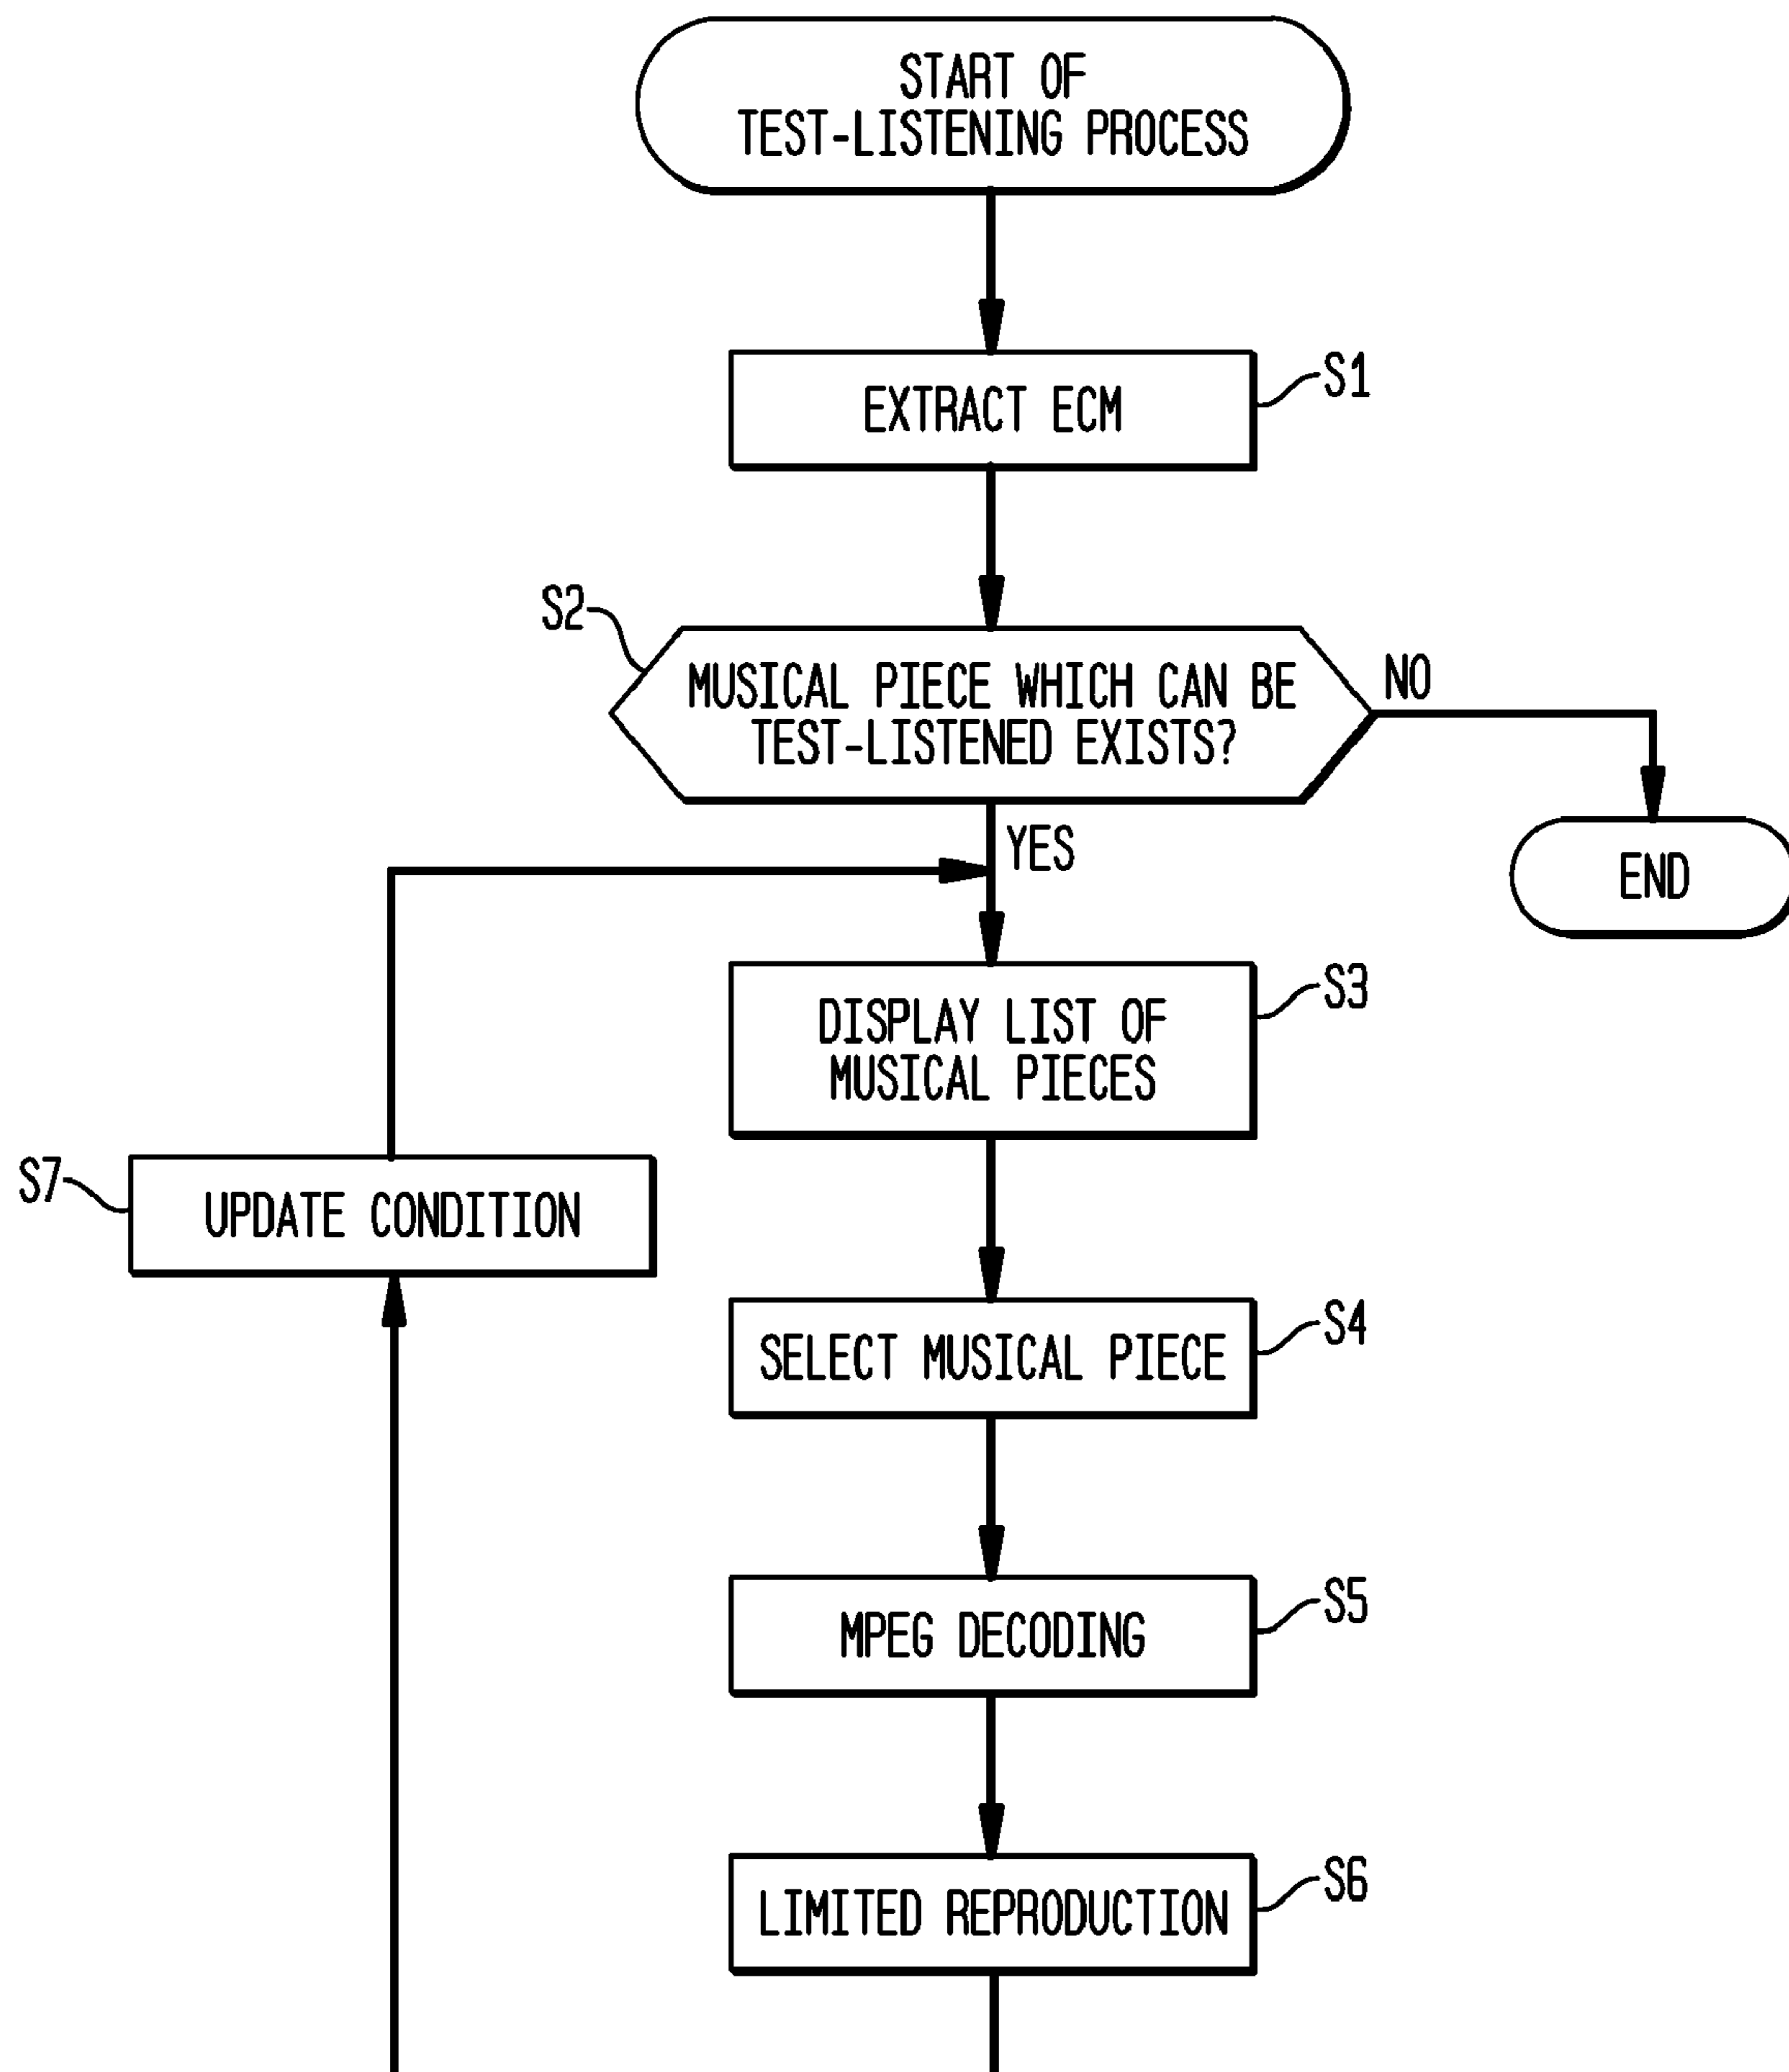 START OF
TEST-LISTENING PROCESS
EXTRACT ECM
S1
S2
MUSICAL PIECE WHICH CAN BE
TEST-LISTENED EXISTS?
NO
YES
END
DISPLAY LIST OF
MUSICAL PIECES
S3
S7
UPDATE CONDITION
SELECT MUSICAL PIECE
S4
MPEG DECODING
S5
LIMITED REPRODUCTION
S6